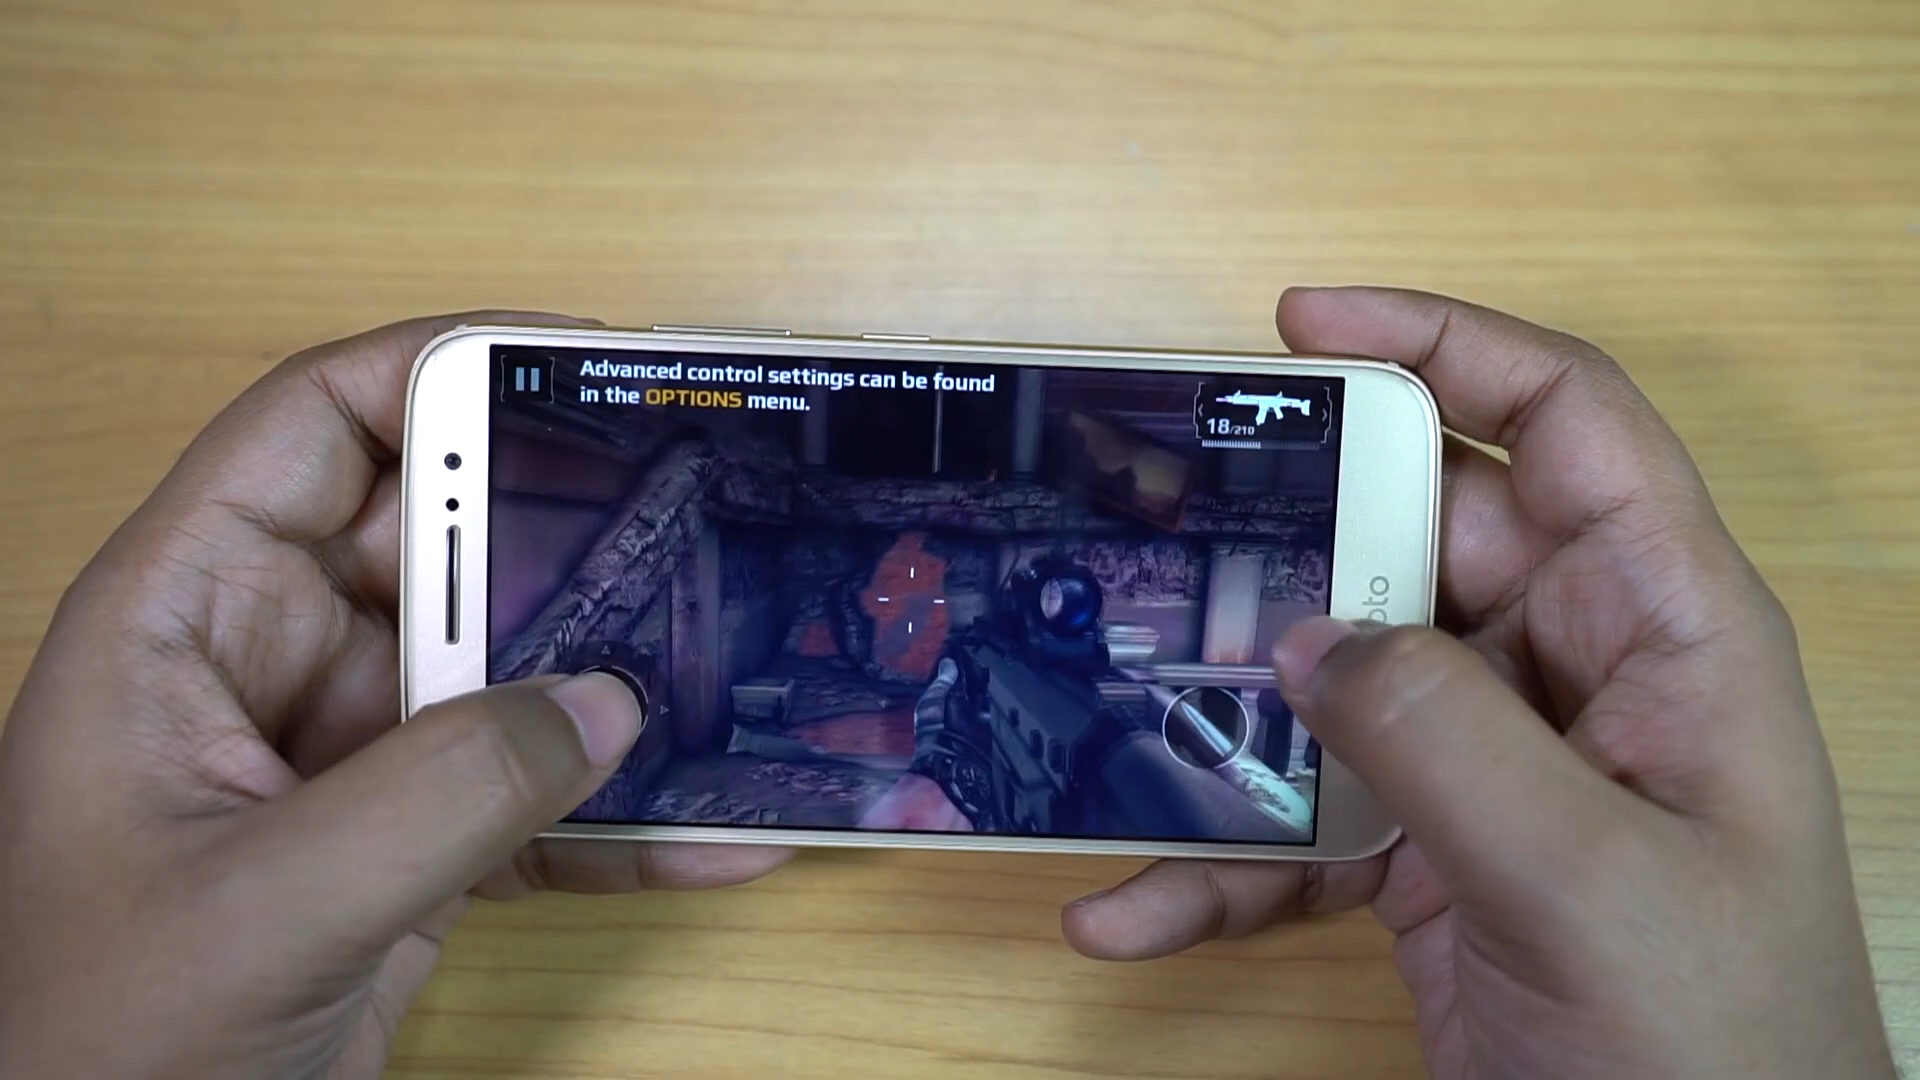 Advanced control settings can be found
in the OPTIONS menu.
18/210